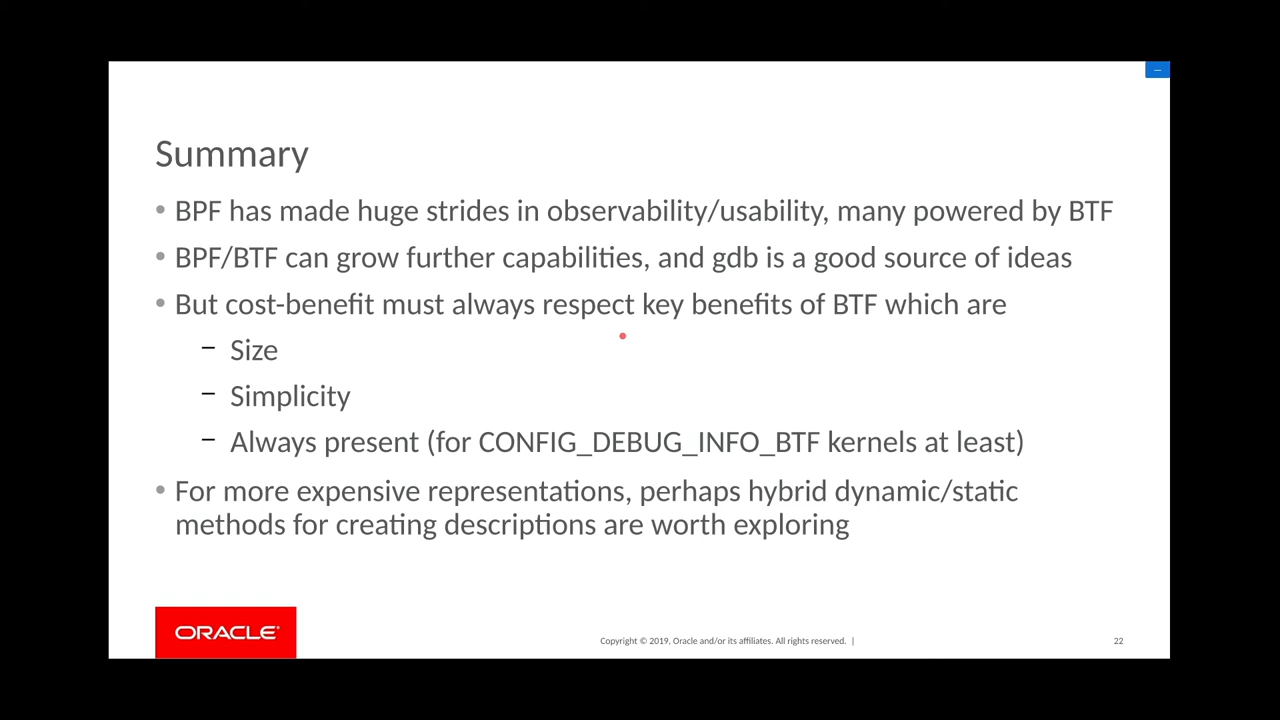 Summary
• BPF has made huge strides in observability/usability, many powered by BTF
• BPF/BTF can grow further capabilities, and gdb is a good source of ideas
• But cost-benefit must always respect key benefits of BTF which are
– Size
– Simplicity
– Always present (for CONFIG_DEBUG_INFO_BTF kernels at least)
• For more expensive representations, perhaps hybrid dynamic/static
methods for creating descriptions are worth exploring
ORACLE®
Copyright © 2019, Oracle and/or its affiliates. All rights reserved. |
22